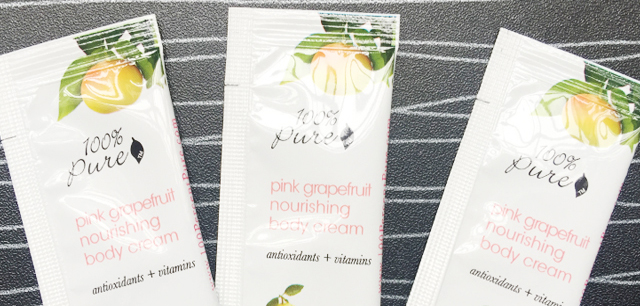 100%
Pure
pink grapefruit
nourishing
body cream
antioxidants + vitamins
100%
Pure
pink grapefruit
nourishing
body cream
antioxidants + vitamins
100%
Pure
pink grapefruit
nourishing
body cream
antioxidants + vitamins